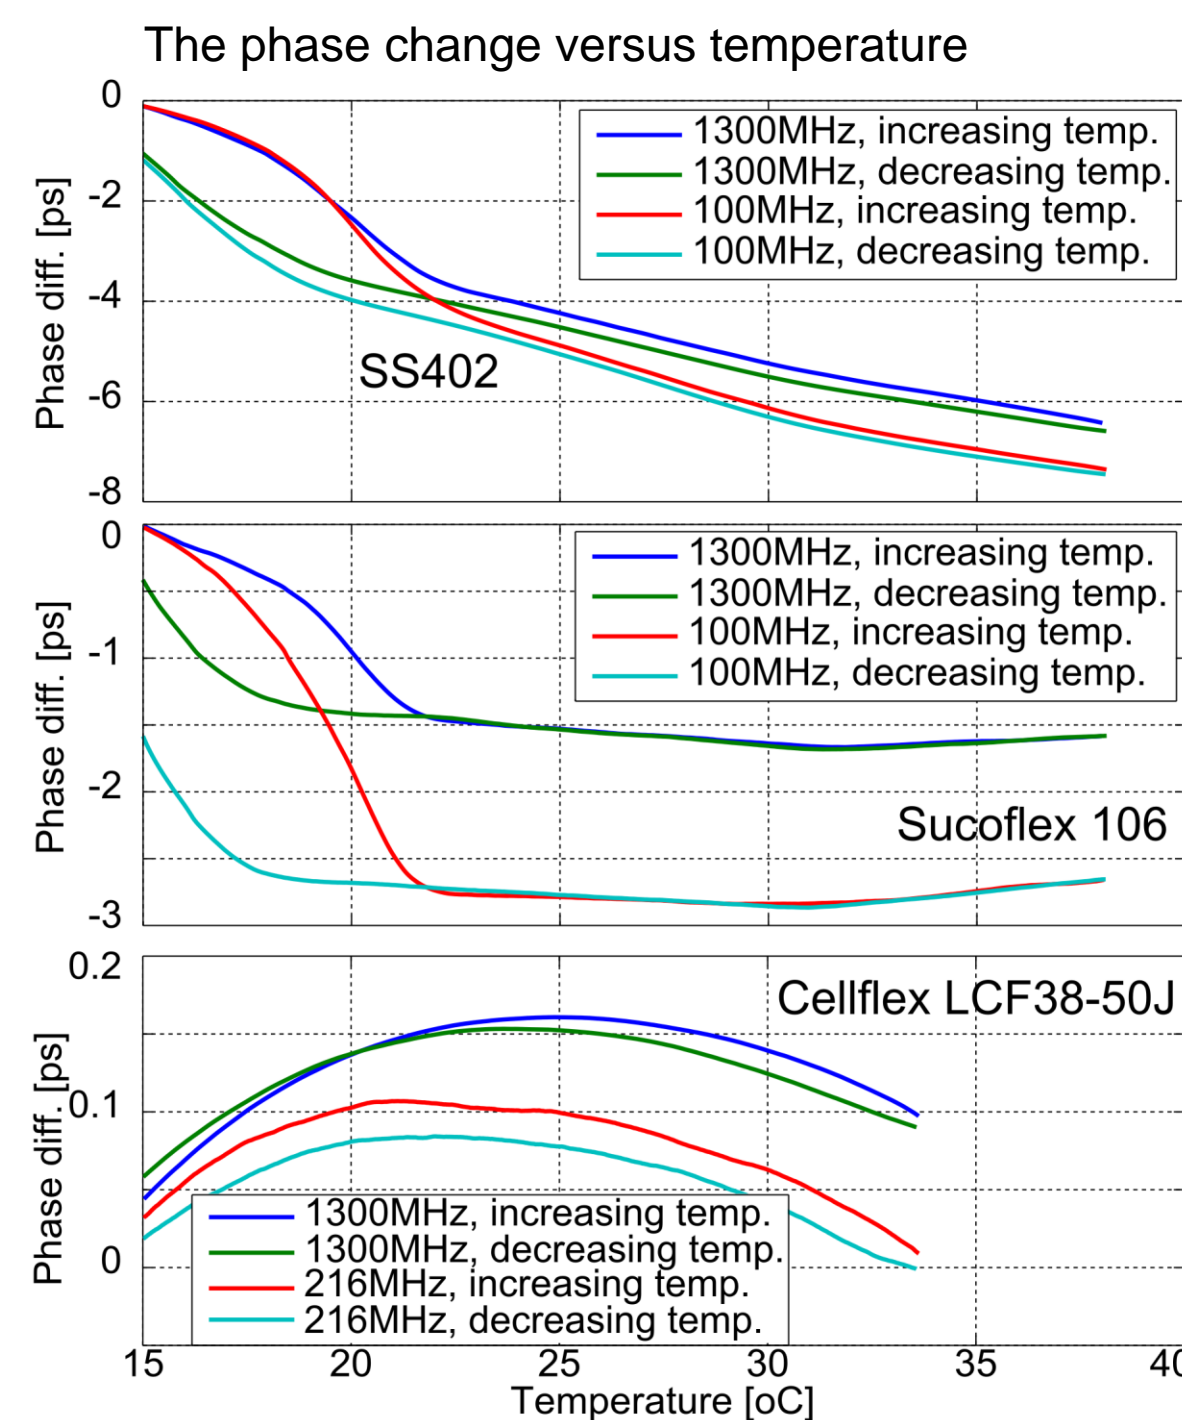 The phase change versus temperature
0
-2
-4
-6
-8
Phase diff. [ps]
1300MHz, increasing temp.
1300MHz, decreasing temp.
100MHz, increasing temp.
100MHz, decreasing temp.
SS402
0
-1
-2
-3
Phase diff. [ps]
1300MHz, increasing temp.
1300MHz, decreasing temp.
100MHz, increasing temp.
100MHz, decreasing temp.
Sucoflex 106
0.2
0.1
0
Phase diff. [ps]
Cellflex LCF38-50J
1300MHz, increasing temp.
1300MHz, decreasing temp.
216MHz, increasing temp.
216MHz, decreasing temp.
15 20 25 30 35 40
Temperature [oC]